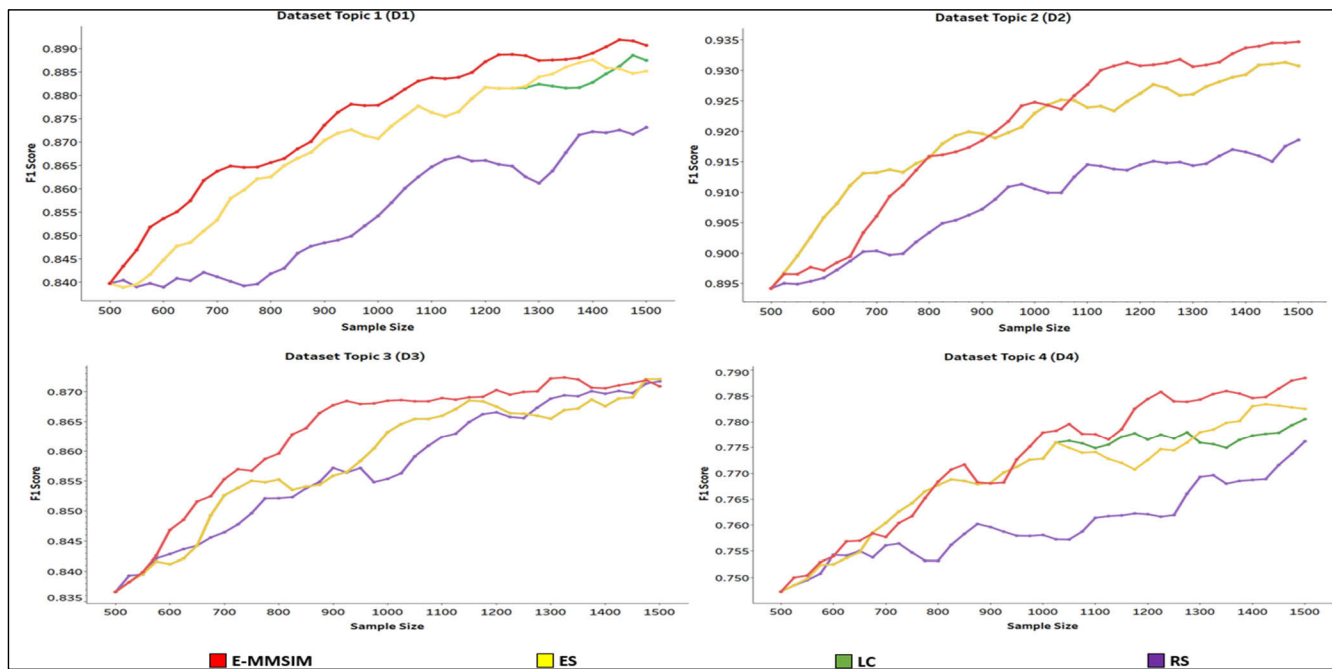 Dataset Topic 1 (D1)
F1 Score
0.890
0.885
0.880
0.870
0.865
0.860
0.855
0.850
0.845
0.840
500 600 700 800 900 1000 1100 1200 1300 1400 1500
Sample Size
Dataset Topic 2 (D2)
F1 Score
0.935
0.930
0.925
0.920
0.915
0.910
0.905
0.900
0.895
500 600 700 800 900 1000 1100 1200 1300 1400 1500
Sample Size
Dataset Topic 3 (D3)
F1 Score
0.870
0.865
0.860
0.855
0.850
0.845
0.840
0.835
500 600 700 800 900 1000 1100 1200 1300 1400 1500
Sample Size
Dataset Topic 4 (D4)
F1 Score
0.790
0.785
0.780
0.775
0.770
0.765
0.760
0.755
0.750
500 600 700 800 900 1000 1100 1200 1300 1400 1500
Sample Size
E-MMSIM ES LC RS